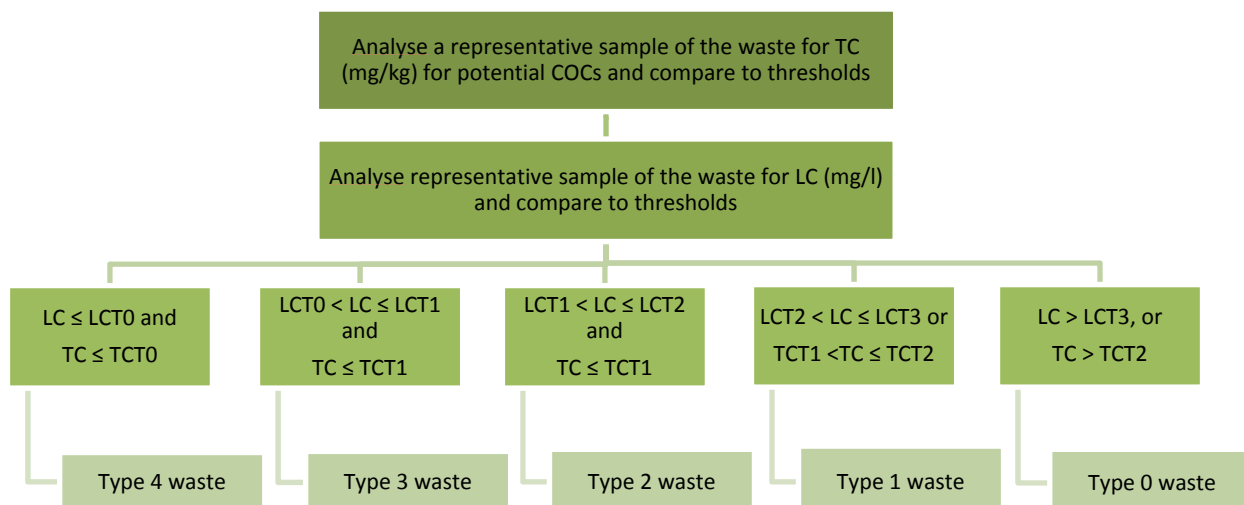 Analyse a representative sample of the waste for TC
(mg/kg) for potential COCs and compare to thresholds
Analyse representative sample of the waste for LC (mg/l)
and compare to thresholds
LC ≤ LCT0 and
TC ≤ TCT0
LCT0 < LC ≤ LCT1
and
TC ≤ TCT1
LCT1 < LC ≤ LCT2
and
TC ≤ TCT1
LCT2 < LC ≤ LCT3 or
TCT1 <TC ≤ TCT2
LC > LCT3, or
TC > TCT2
Type 4 waste
Type 3 waste
Type 2 waste
Type 1 waste
Type 0 waste